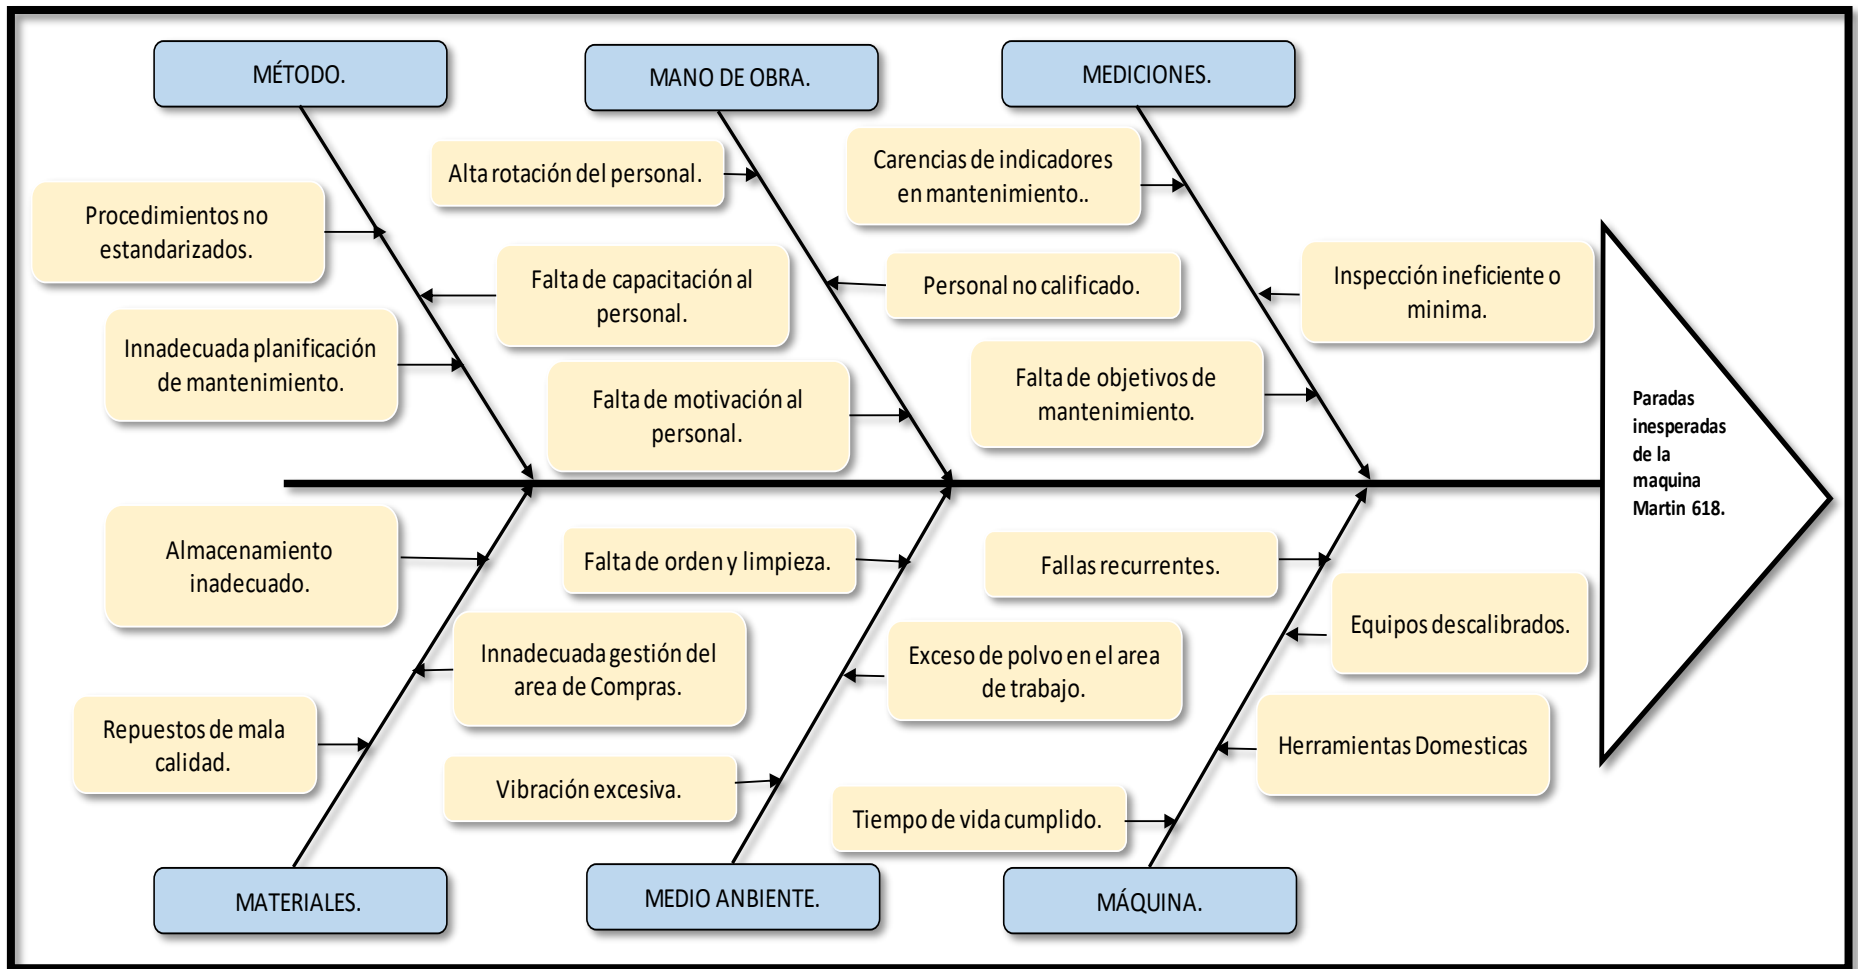 MÉTODO.
MANO DE OBRA.
MEDICIONES.
Alta rotación del personal.
Carencias de indicadores
en mantenimiento..
Procedimientos no
estandarizados.
Falta de capacitación al
personal.
Personal no calificado.
Inspección ineficiente o
minima.
Innadecuada planificación
de mantenimiento.
Falta de motivación al
personal.
Falta de objetivos de
mantenimiento.
Paradas
inesperadas
de la
maquina
Martin 618.
Almacenamiento
inadecuado.
Falta de orden y limpieza.
Fallas recurrentes.
Equipos descalibrados.
Innadecuada gestión del
area de Compras.
Exceso de polvo en el area
de trabajo.
Repuestos de mala
calidad.
Herramientas Domesticas
Vibración excesiva.
Tiempo de vida cumplido.
MATERIALES.
MEDIO ANBIENTE.
MÁQUINA.